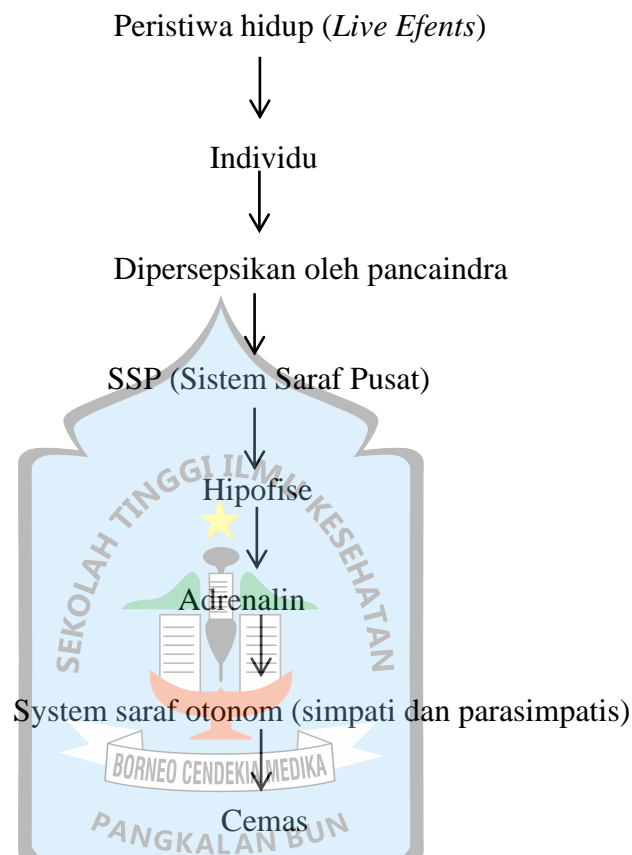 Peristiwa hidup (Live Efents)
Individu
Dipersepsikan oleh pancaindra
SSP (Sistem Saraf Pusat)
SEKOLAH TINGGI ILMU KESEHATAN
Hipofise
Adrenalin
System saraf otonom (simpati dan parasimpatis)
BORNEO CENDEKIA MEDIKA
Cemas
PANGKALAN BUN